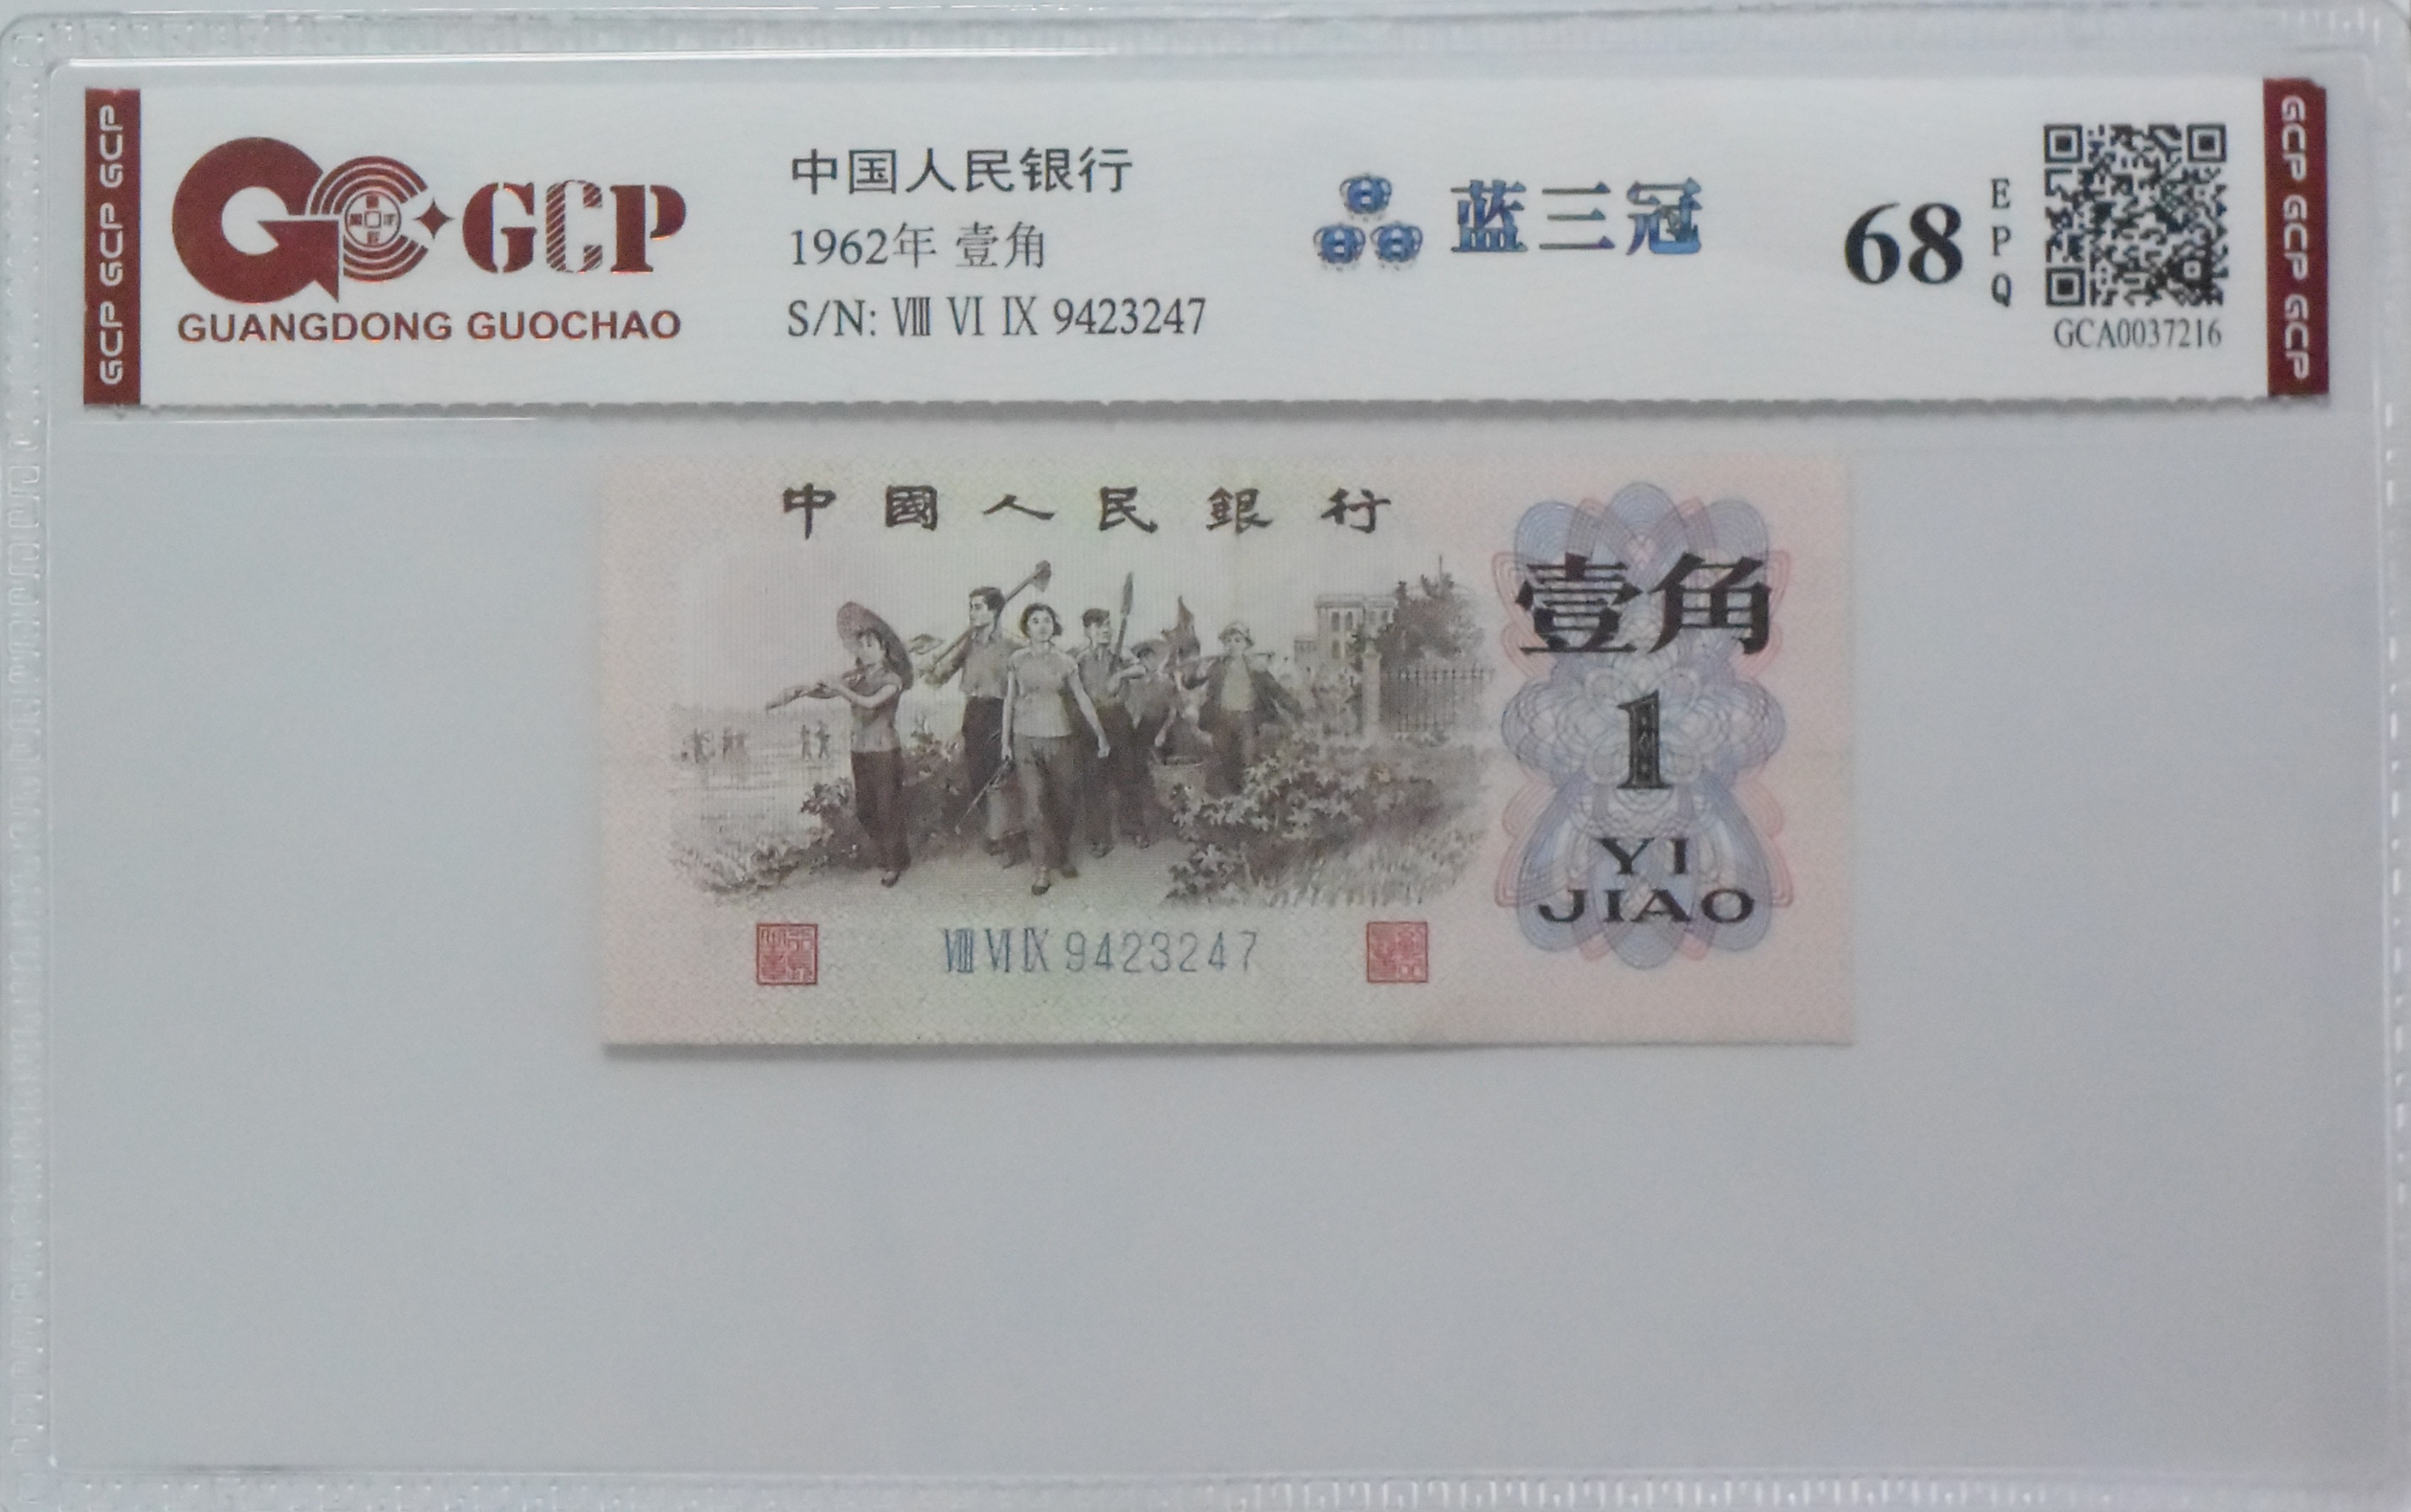 GCP GCP GCP
GCP
GUANGDONG GUOCHAO
中国人民银行
1962年 壹角
S/N: Ⅷ Ⅵ Ⅸ 9423247
蓝三冠
68
EPQ
GCA0037216
GCP GCP GCP
中國人民銀行
壹角
1
YI
JIAO
Ⅷ Ⅵ Ⅸ 9423247